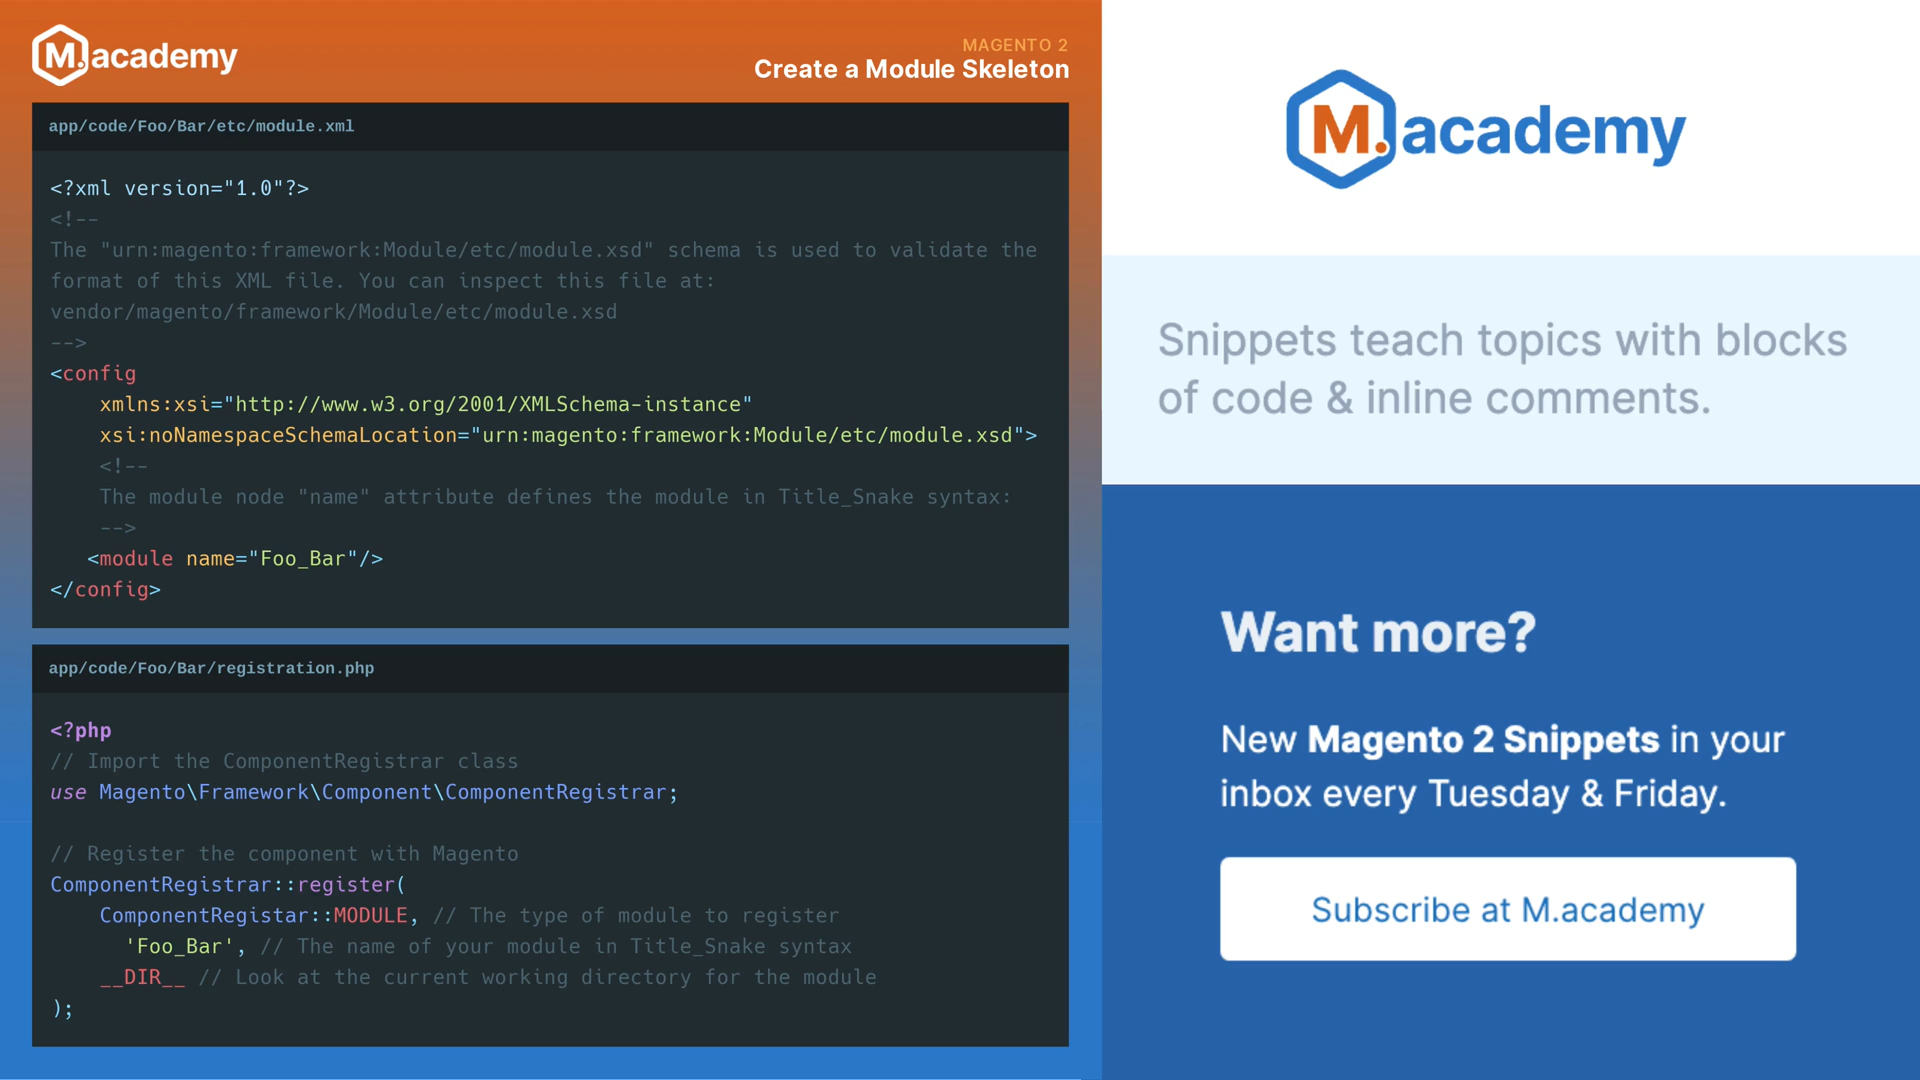 M.academy
MAGENTO 2
Create a Module Skeleton
app/code/Foo/Bar/etc/module.xml
<?xml version="1.0"?>
<!--
The "urn:magento:framework:Module/etc/module.xsd" schema is used to validate the
format of this XML file. You can inspect this file at:
vendor/magento/framework/Module/etc/module.xsd
-->
<config
    xmlns:xsi="http://www.w3.org/2001/XMLSchema-instance"
    xsi:noNamespaceSchemaLocation="urn:magento:framework:Module/etc/module.xsd">
    <!--
    The module node "name" attribute defines the module in Title_Snake syntax:
    -->
   <module name="Foo_Bar"/>
</config>
app/code/Foo/Bar/registration.php
<?php
// Import the ComponentRegistrar class
use Magento\Framework\Component\ComponentRegistrar;
// Register the component with Magento
ComponentRegistrar::register(
    ComponentRegistar::MODULE, // The type of module to register
      'Foo_Bar', // The name of your module in Title_Snake syntax
    __DIR__ // Look at the current working directory for the module
);
M.academy
Snippets teach topics with blocks
of code & inline comments.
Want more?
New Magento 2 Snippets in your
inbox every Tuesday & Friday.
Subscribe at M.academy